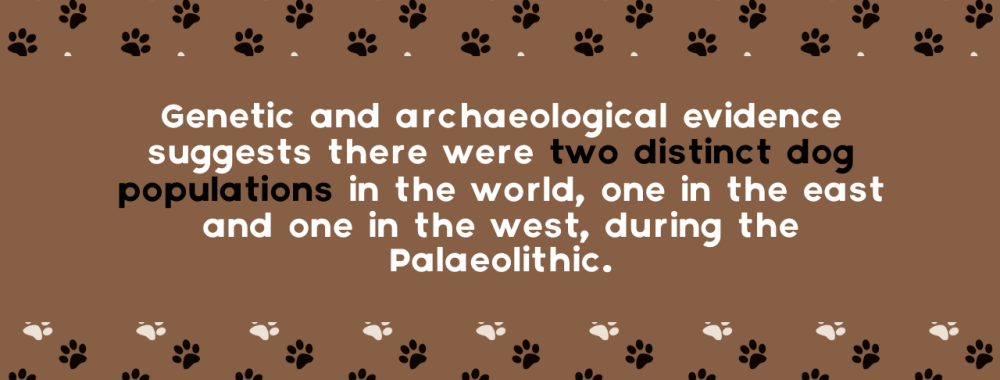 Genetic and archaeological evidence
suggests there were two distinct dog
populations in the world, one in the east
and one in the west, during the
Palaeolithic.